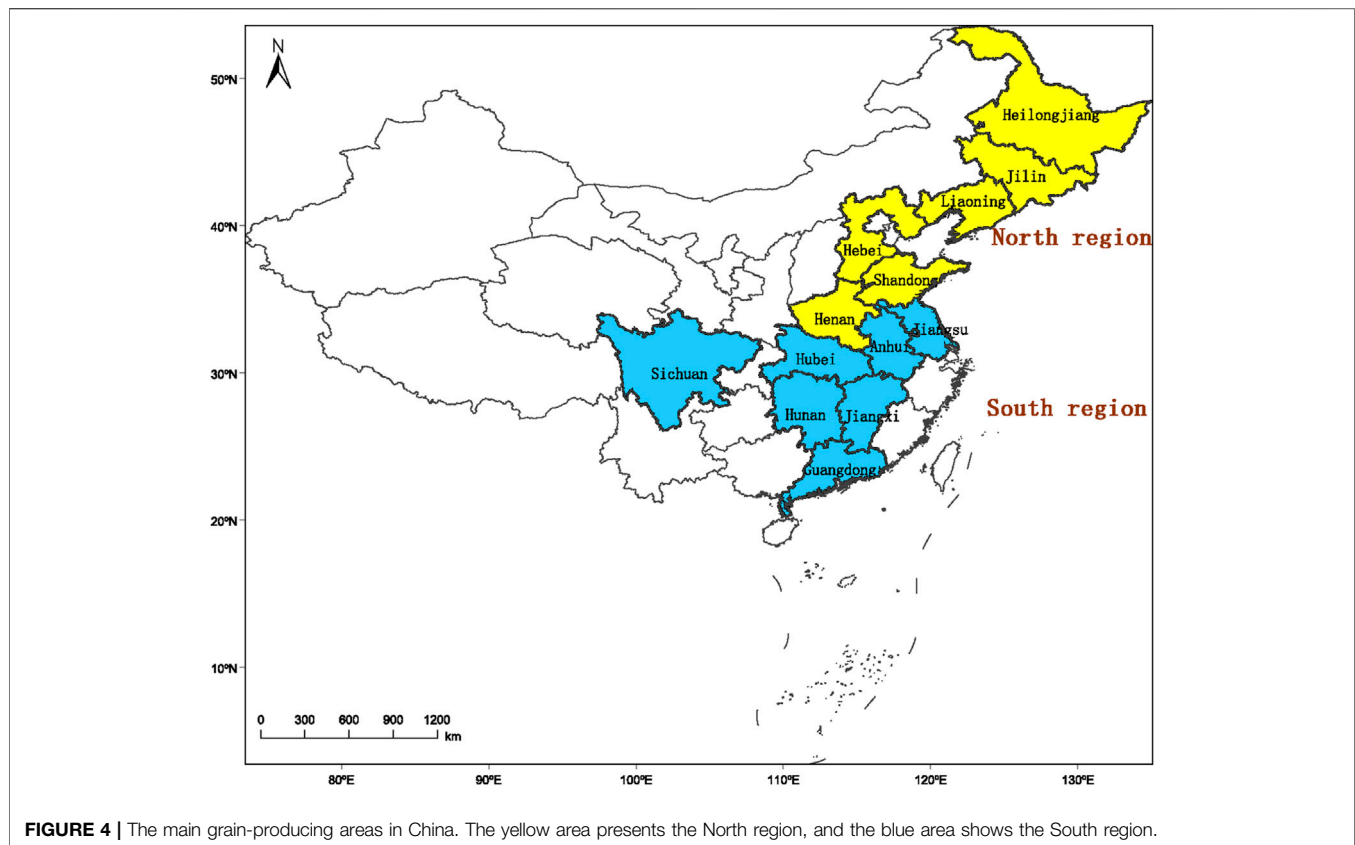 N
50°N
40°N
30°N
20°N
10°N
Heilongjiang
Jilin
Liaoning
North region
Hebei
Shandong
Henan
Jiangsu
Anhui
Hubei
Sichuan
South region
Hunan
Jiangxi
Guangdong
0 300 600 900 1200
km
80°E 90°E 100°E 110°E 120°E 130°E
FIGURE 4 | The main grain-producing areas in China. The yellow area presents the North region, and the blue area shows the South region.